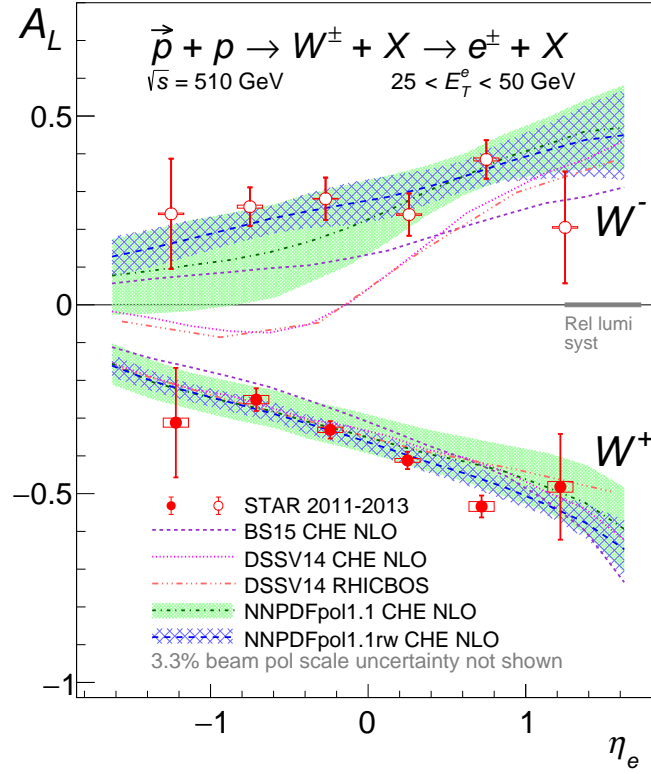 A_L
p⃗ + p → W^± + X → e^± + X
√s = 510 GeV 25 < E_T^e < 50 GeV
0.5
W^-
0
Rel lumi
syst
W^+
−0.5
STAR 2011-2013
BS15 CHE NLO
DSSV14 CHE NLO
DSSV14 RHICBOS
NNPDFpol1.1 CHE NLO
NNPDFpol1.1rw CHE NLO
3.3% beam pol scale uncertainty not shown
−1
−1 0 1
η_e